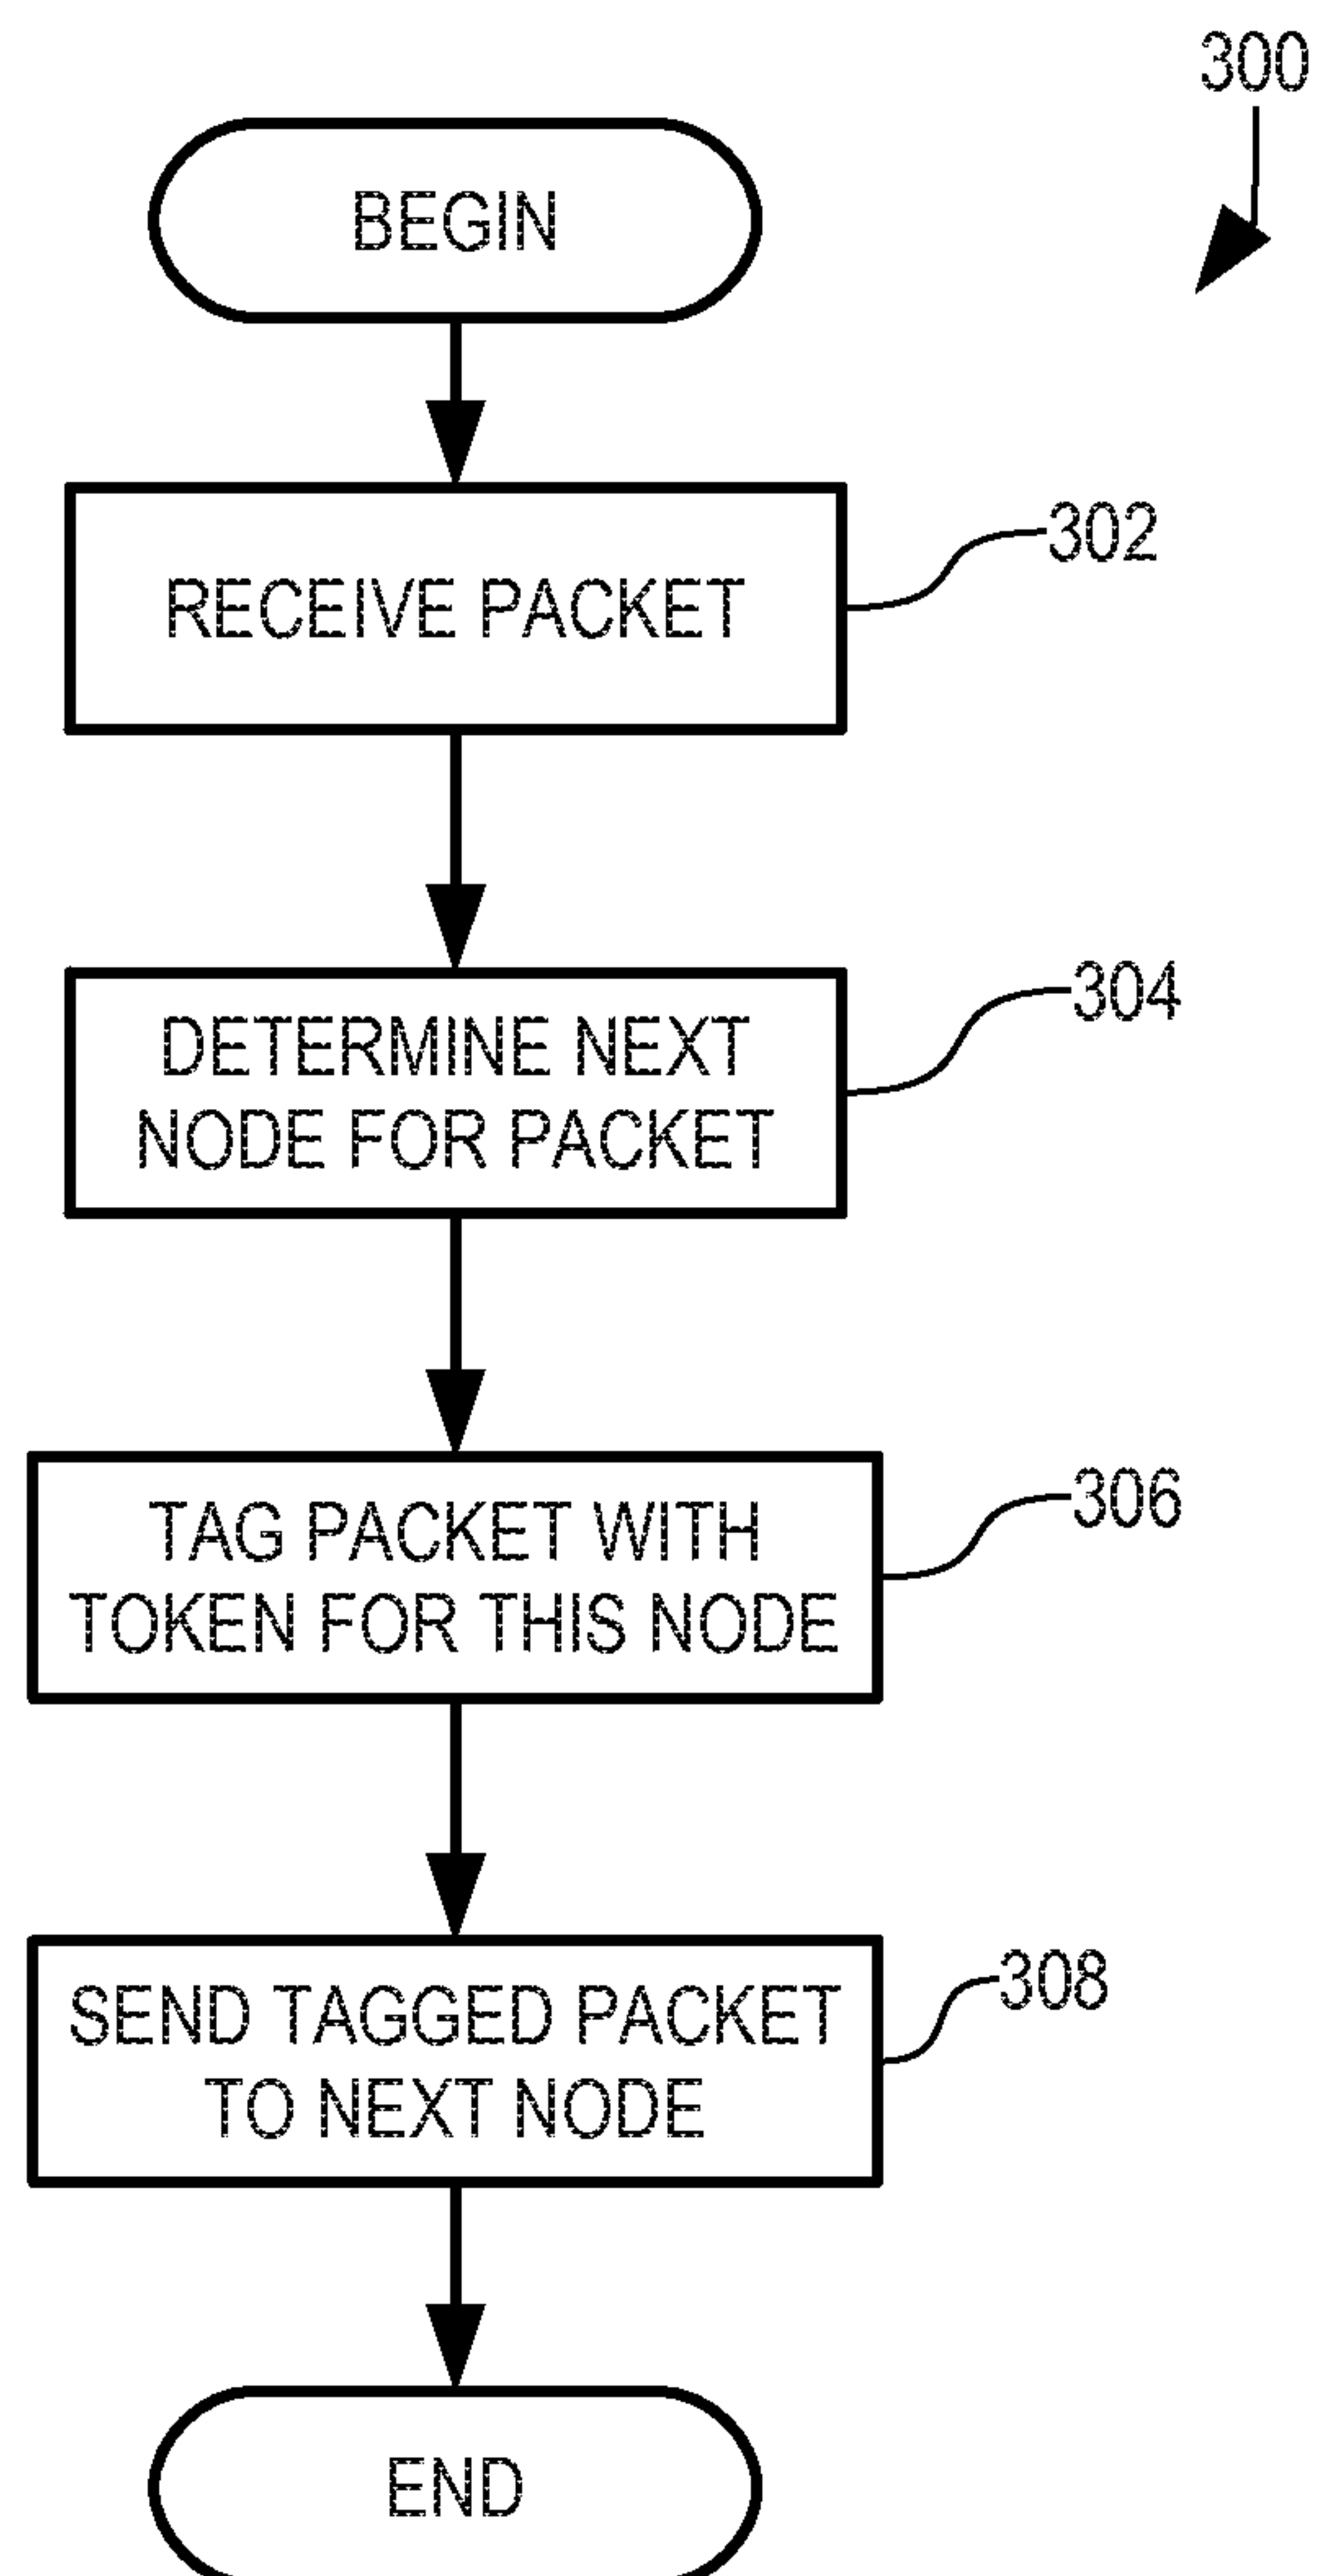 300
BEGIN
RECEIVE PACKET
302
DETERMINE NEXT
NODE FOR PACKET
304
TAG PACKET WITH
TOKEN FOR THIS NODE
306
SEND TAGGED PACKET
TO NEXT NODE
308
END